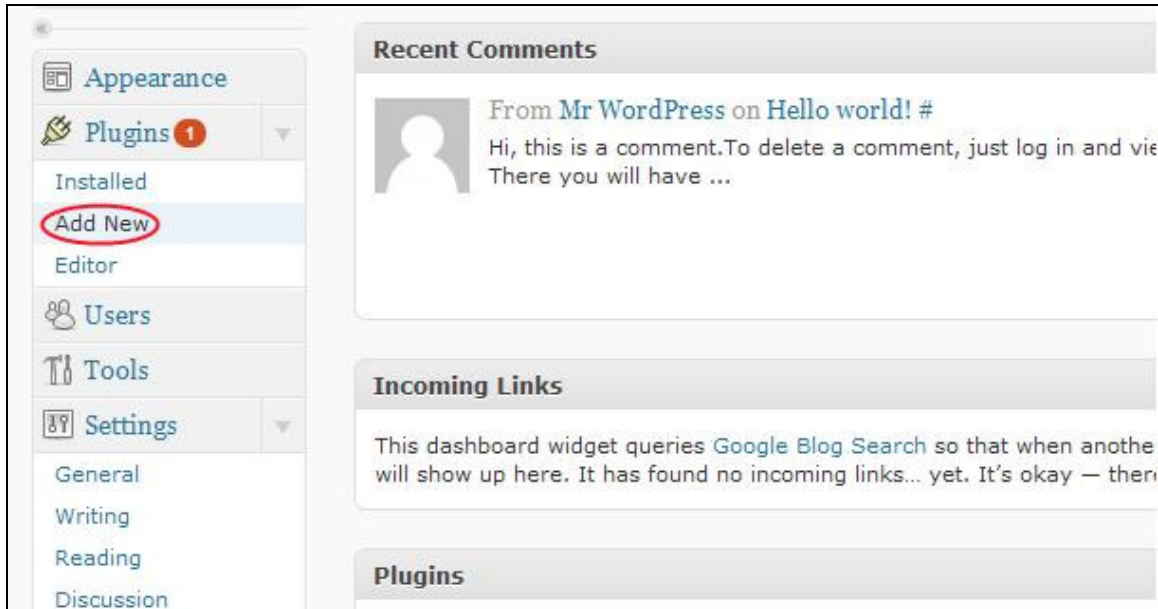 Appearance
Plugins 1
Installed
Add New
Editor
Users
Tools
Settings
General
Writing
Reading
Discussion
Recent Comments
From Mr WordPress on Hello world! #
Hi, this is a comment.To delete a comment, just log in and vie
There you will have ...
Incoming Links
This dashboard widget queries Google Blog Search so that when anothe
will show up here. It has found no incoming links… yet. It’s okay — ther
Plugins